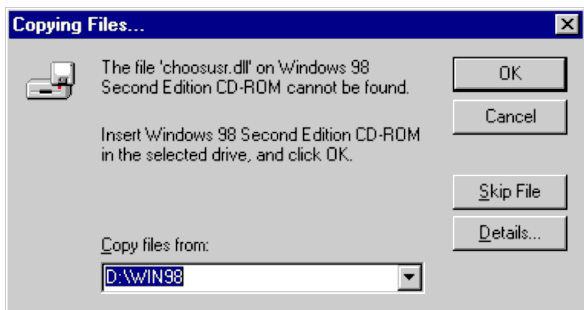 Copying Files...
The file 'choosusr.dll' on Windows 98
Second Edition CD-ROM cannot be found.
Insert Windows 98 Second Edition CD-ROM
in the selected drive, and click OK.
Copy files from:
D:\WIN98
OK
Cancel
Skip File
Details...